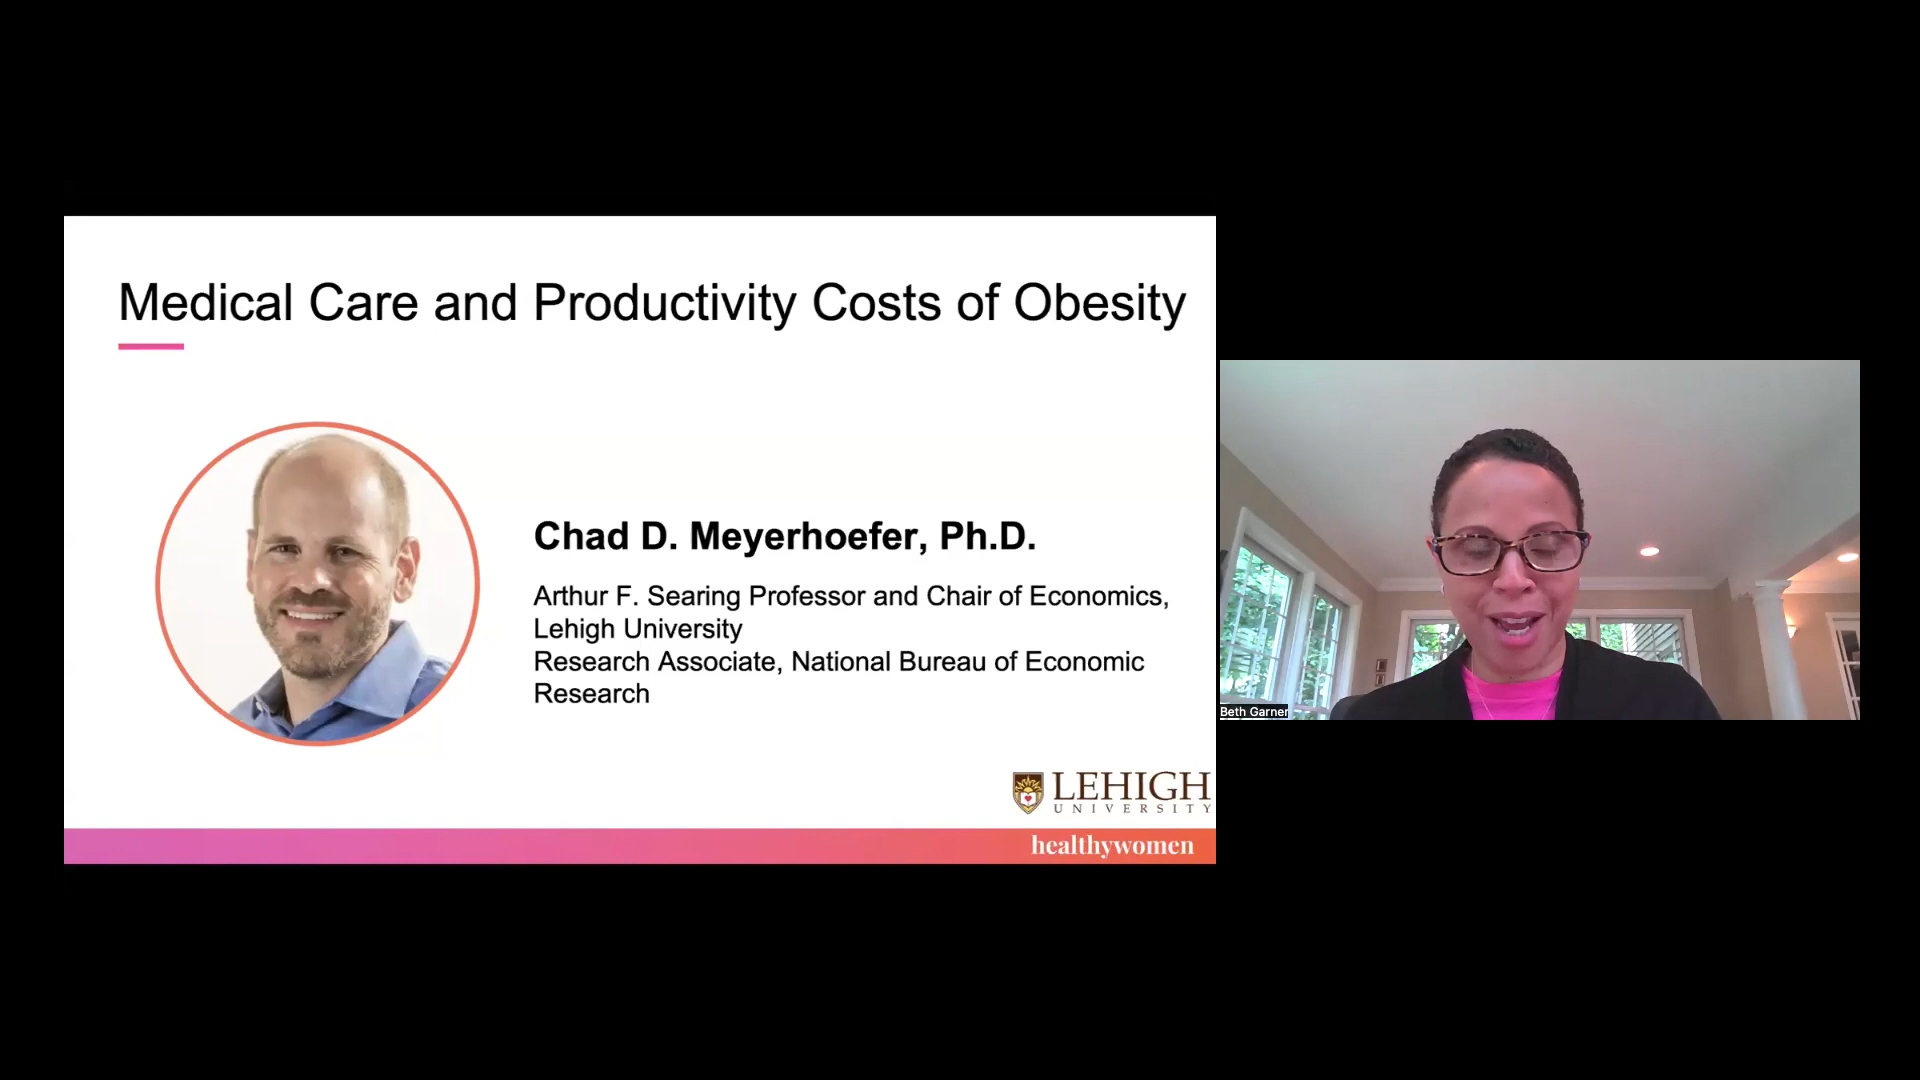 Medical Care and Productivity Costs of Obesity
Chad D. Meyerhoefer, Ph.D.
Arthur F. Searing Professor and Chair of Economics,
Lehigh University
Research Associate, National Bureau of Economic
Research
LEHIGH
UNIVERSITY
healthywomen
Beth Garner